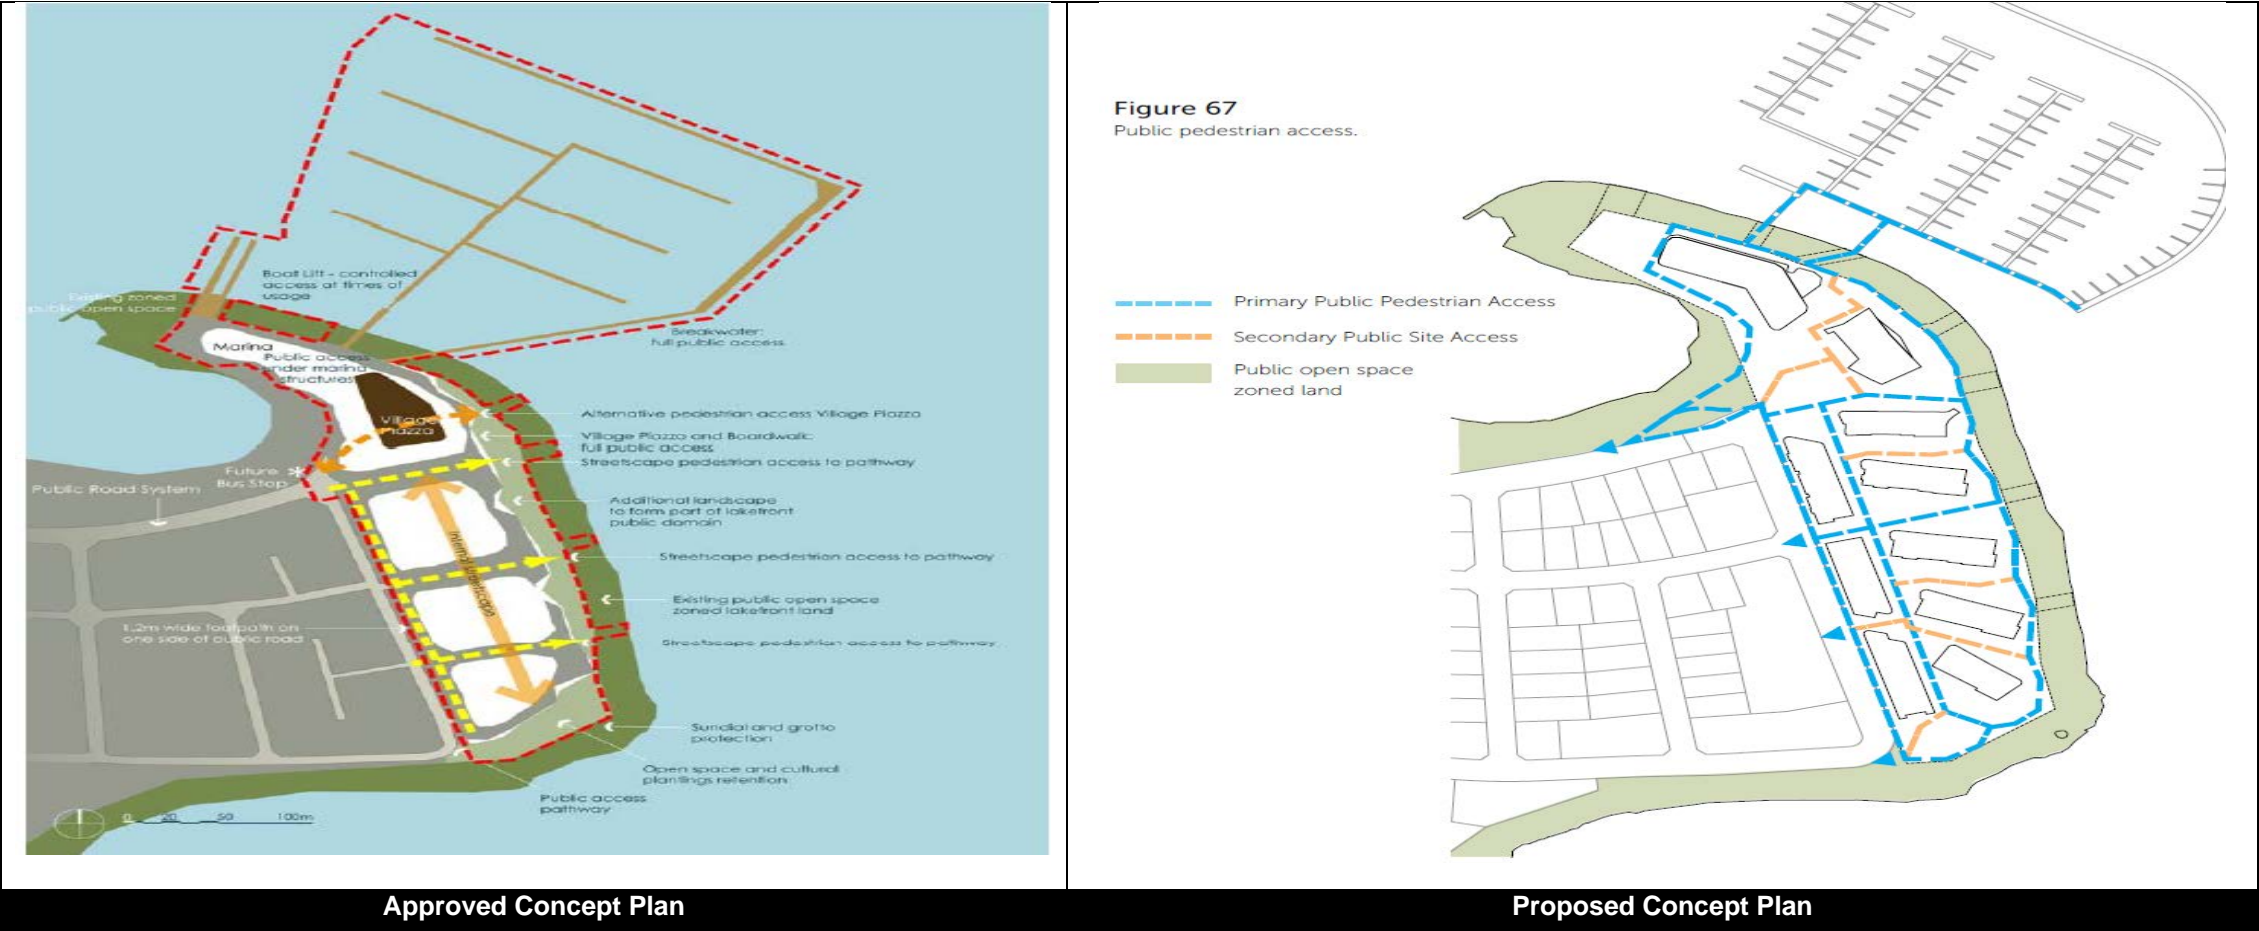 Boat Lift - controlled
access at times of
usage
Existing zoned
public open space
Breakwater:
full public access
Marina
Public access
under marina
structures
Village
Piazza
Alternative pedestrian access Village Piazza
Village Piazza and Boardwalk:
full public access
Streetscape pedestrian access to pathway
Future
Bus Stop
Public Road System
Additional landscape
to form part of lakefront
public domain
Internal streetscape
Streetscape pedestrian access to pathway
Existing public open space
zoned lakefront land
1.2m wide footpath on
one side of public road
Streetscape pedestrian access to pathway
Sundial and grotto
protection
Open space and cultural
plantings retention
Public access
pathway
0 20 50 100m
Approved Concept Plan
Figure 67
Public pedestrian access.
Primary Public Pedestrian Access
Secondary Public Site Access
Public open space
zoned land
Proposed Concept Plan